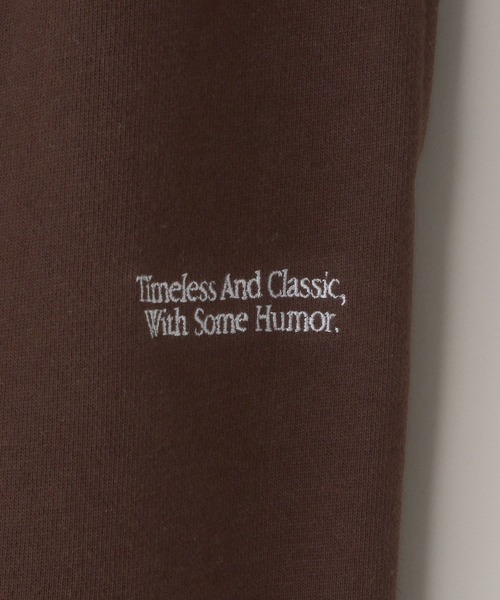 Timeless And Classic,
With Some Humor.